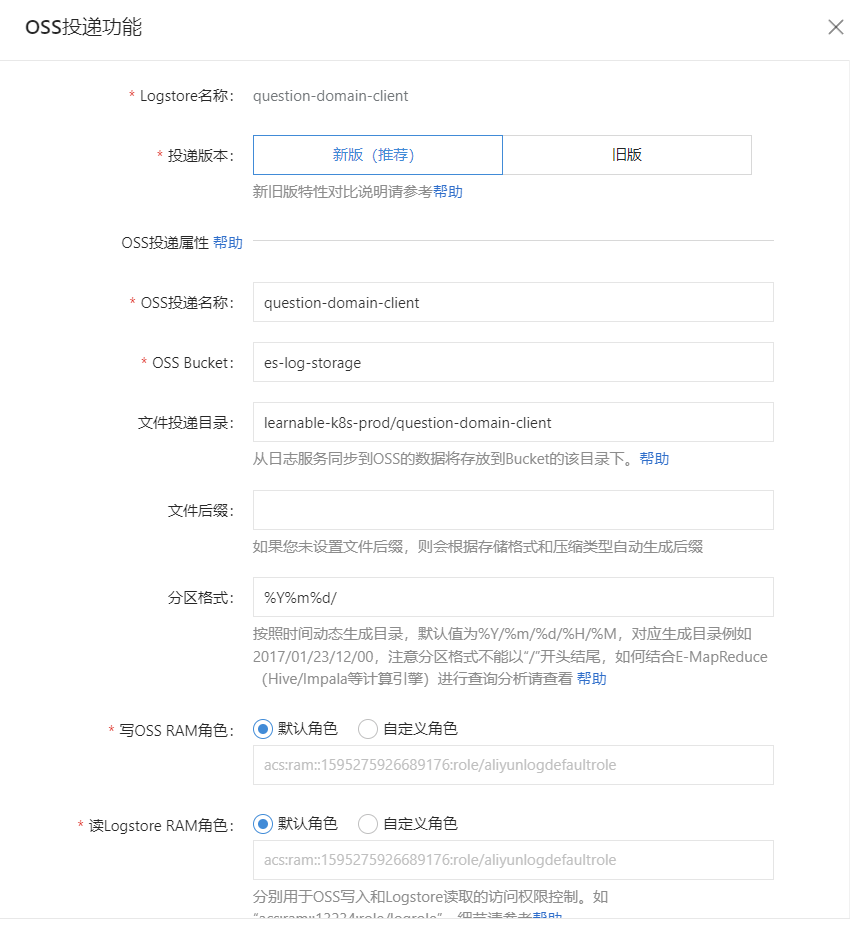 OSS投递功能
* Logstore名称： question-domain-client
* 投递版本： 新版（推荐） 旧版
新旧版特性对比说明请参考帮助
OSS投递属性 帮助
* OSS投递名称： question-domain-client
* OSS Bucket： es-log-storage
文件投递目录： learnable-k8s-prod/question-domain-client
从日志服务同步到OSS的数据将存放到Bucket的该目录下。帮助
文件后缀：
如果您未设置文件后缀，则会根据存储格式和压缩类型自动生成后缀
分区格式： %Y%m%d/
按照时间动态生成目录，默认值为%Y/%m/%d/%H/%M，对应生成目录例如
2017/01/23/12/00，注意分区格式不能以“/”开头结尾，如何结合E-MapReduce
（Hive/Impala等计算引擎）进行查询分析请查看 帮助
* 写OSS RAM角色： 默认角色 自定义角色
acs:ram::1595275926689176:role/aliyunlogdefaultrole
* 读Logstore RAM角色： 默认角色 自定义角色
acs:ram::1595275926689176:role/aliyunlogdefaultrole
分别用于OSS写入和Logstore读取的访问权限控制。如
“acs:ram::13234:role/logrole”，细节请参考帮助